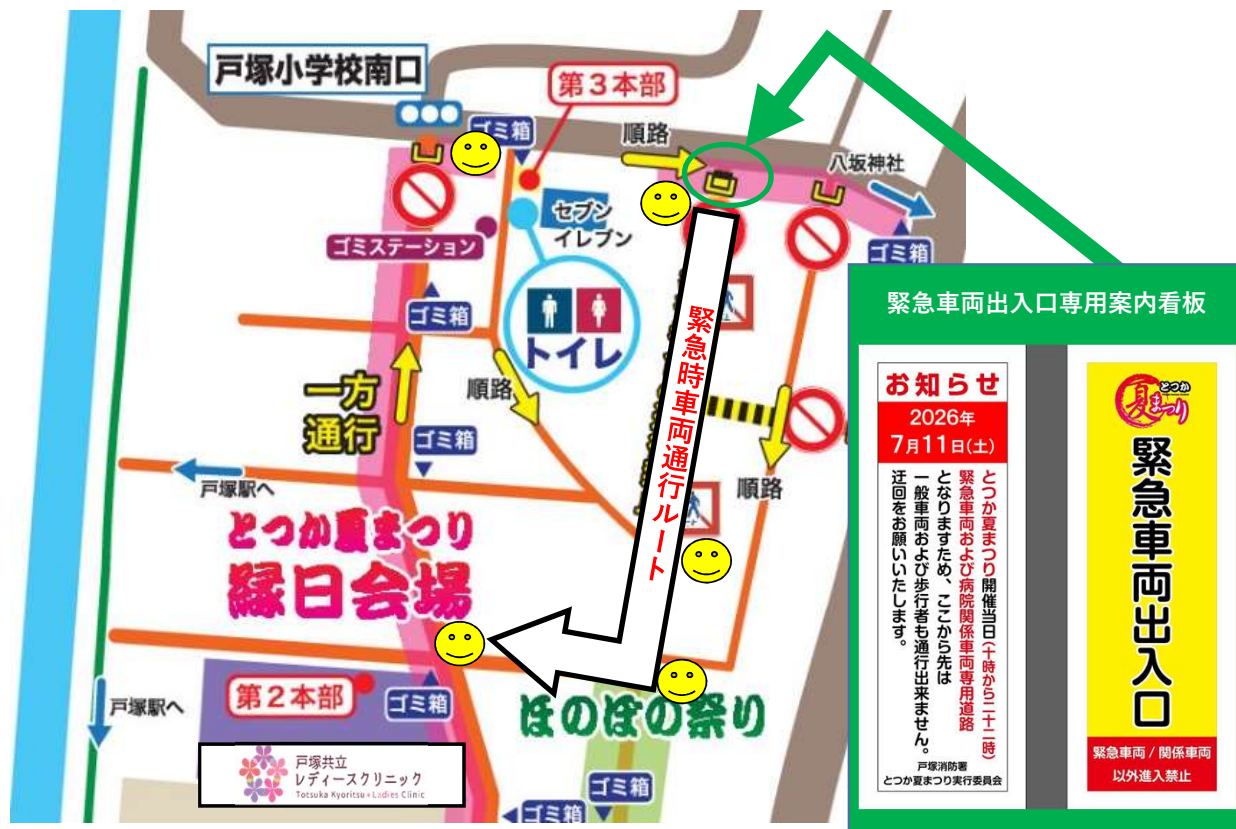 戸塚小学校南口
第3本部
ゴミ箱
順路
八坂神社
セブン
イレブン
ゴミステーション
ゴミ箱
ゴミ箱
トイレ
一方
通行
順路
ゴミ箱
戸塚駅へ
順路
緊急時車両通行ルート
とつか夏まつり
縁日会場
戸塚駅へ
第2本部
ゴミ箱
ほのぼの祭り
戸塚共立
レディースクリニック
Totsuka Kyoritsu Ladies Clinic
ゴミ箱
ゴミ箱
緊急車両出入口専用案内看板
お知らせ
2026年
7月11日(土)
とつか夏まつり開催当日(十時から二十二時)
緊急車両および病院関係車両専用道路
となりますため、ここから先は
一般車両および歩行者も通行出来ません。
迂回をお願いいたします。
戸塚消防署
とつか夏まつり実行委員会
とつか
夏まつり
緊急車両出入口
緊急車両 / 関係車両
以外進入禁止